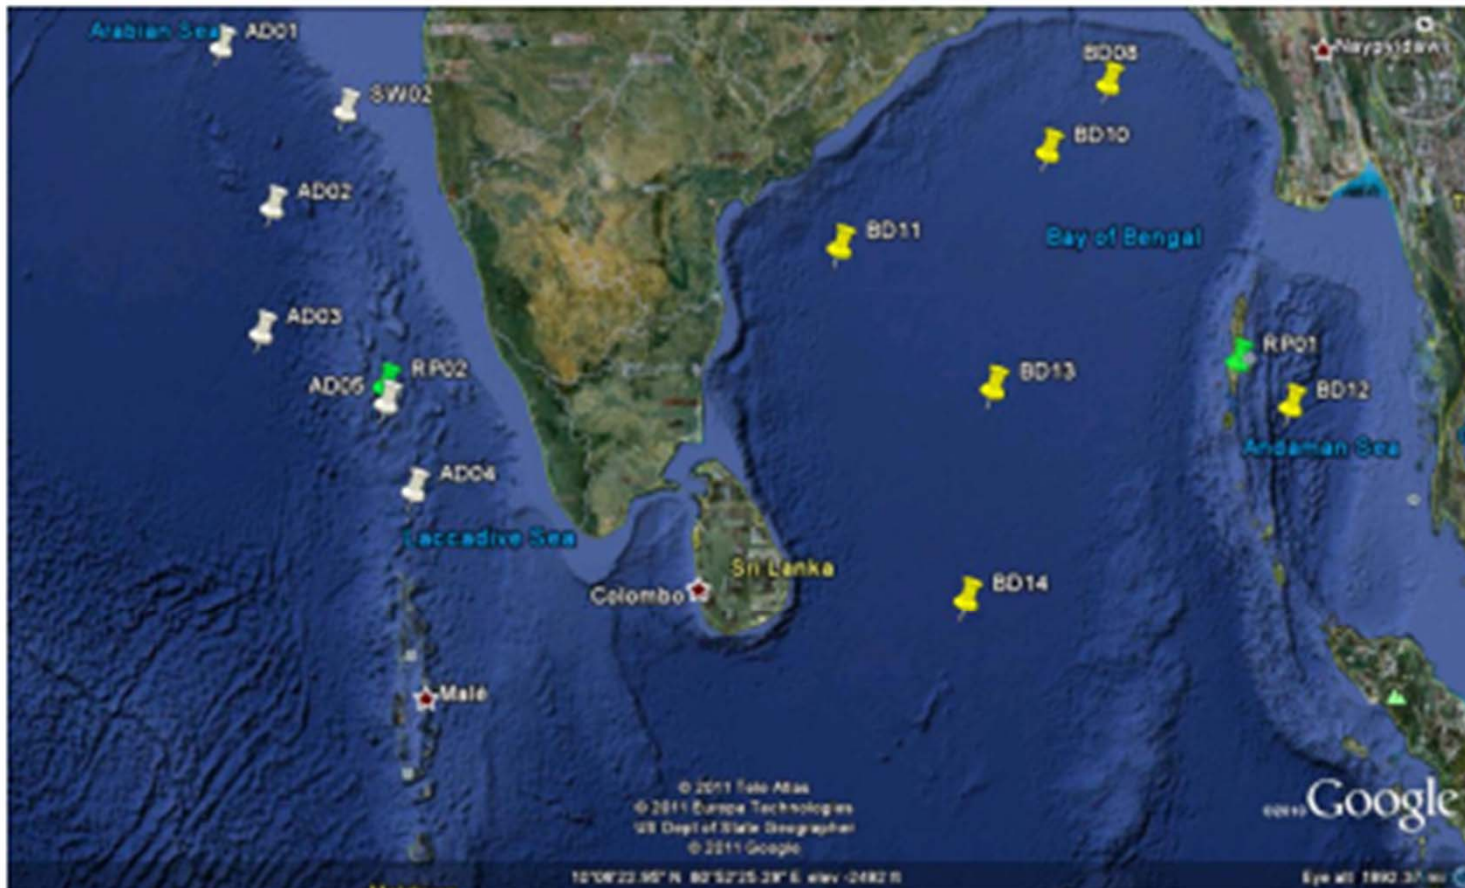 Arabian Sea
AD01
SW02
AD02
AD03
RP02
AD05
AD04
Laccadive Sea
Colombo
Sri Lanka
Malé
BD08
BD10
BD11
Bay of Bengal
BD13
RP01
BD12
Andaman Sea
BD14
Naypyidaw
© 2011 Tele Atlas
© 2011 Europa Technologies
US Dept of State Geographer
© 2011 Google
©2010 Google